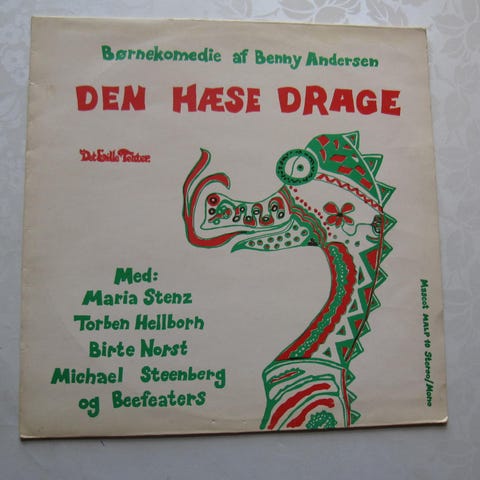 Børnekomedie af Benny Andersen
DEN HÆSE DRAGE
Det Lille Teater.
Med:
Maria Stenz
Torben Hellborn
Birte Norst
Michael Steenberg
og Beefeaters
Mascot MALP 10 Stereo/Mono